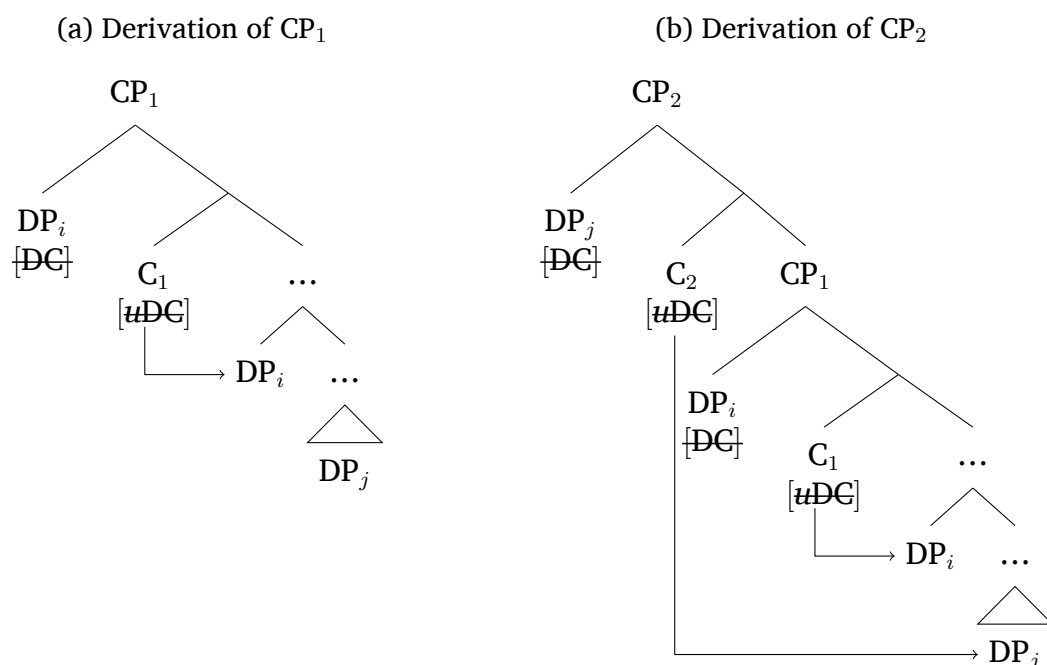 (a) Derivation of CP₁
CP₁
DPᵢ
[DC]
C₁
[uDC]
...
DPᵢ
...
DPⱼ
(b) Derivation of CP₂
CP₂
DPⱼ
[DC]
C₂
[uDC]
CP₁
DPᵢ
[DC]
C₁
[uDC]
...
DPᵢ
...
DPⱼ